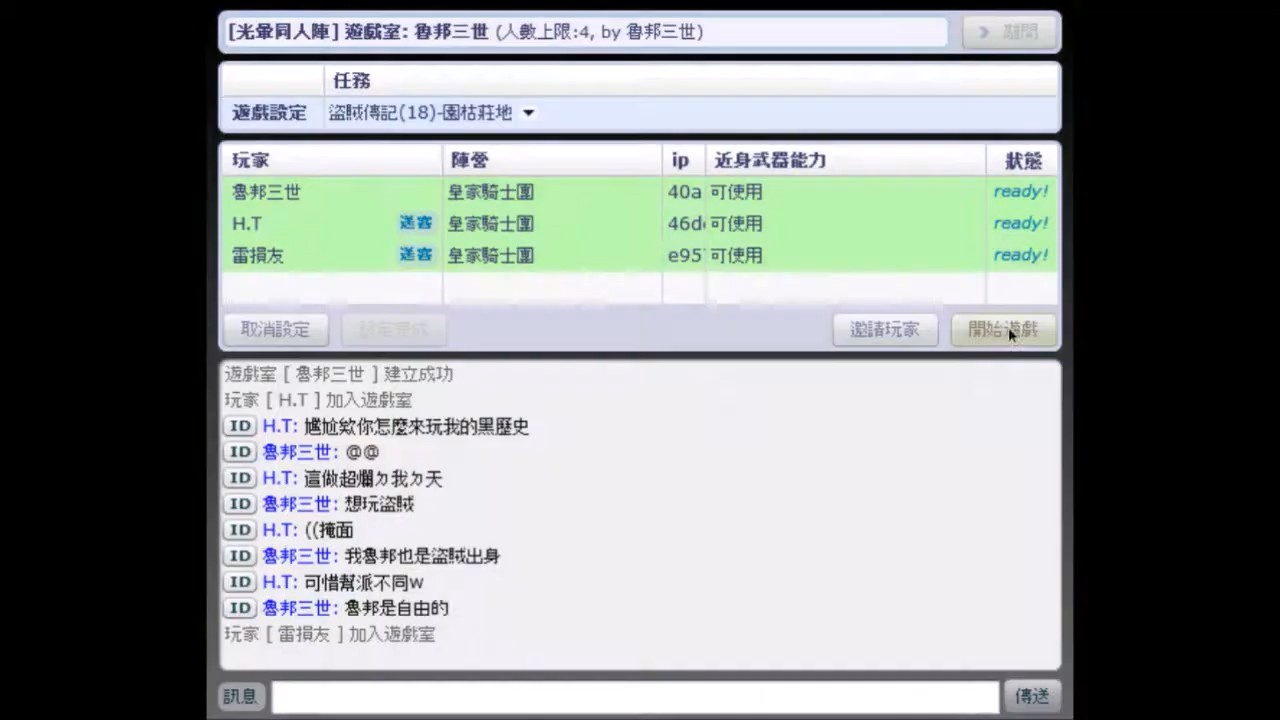 [光暈同人陣] 遊戲室: 魯邦三世 (人數上限:4, by 魯邦三世) 離開
任務
遊戲設定 盜賊傳記(18)-園枯莊地
玩家 陣營 ip 近身武器能力 狀態
魯邦三世 皇家騎士團 40a 可使用 ready!
H.T 送客 皇家騎士團 46d 可使用 ready!
雷損友 送客 皇家騎士團 e95 可使用 ready!
取消設定 設定完成 邀請玩家 開始遊戲
遊戲室 [ 魯邦三世 ] 建立成功
玩家 [ H.T ] 加入遊戲室
ID H.T: 尷尬欸你怎麼來玩我的黑歷史
ID 魯邦三世: @@
ID H.T: 這做超爛ㄉ我ㄉ天
ID 魯邦三世: 想玩盜賊
ID H.T: ((掩面
ID 魯邦三世: 我魯邦也是盜賊出身
ID H.T: 可惜幫派不同w
ID 魯邦三世: 魯邦是自由的
玩家 [ 雷損友 ] 加入遊戲室
訊息 傳送